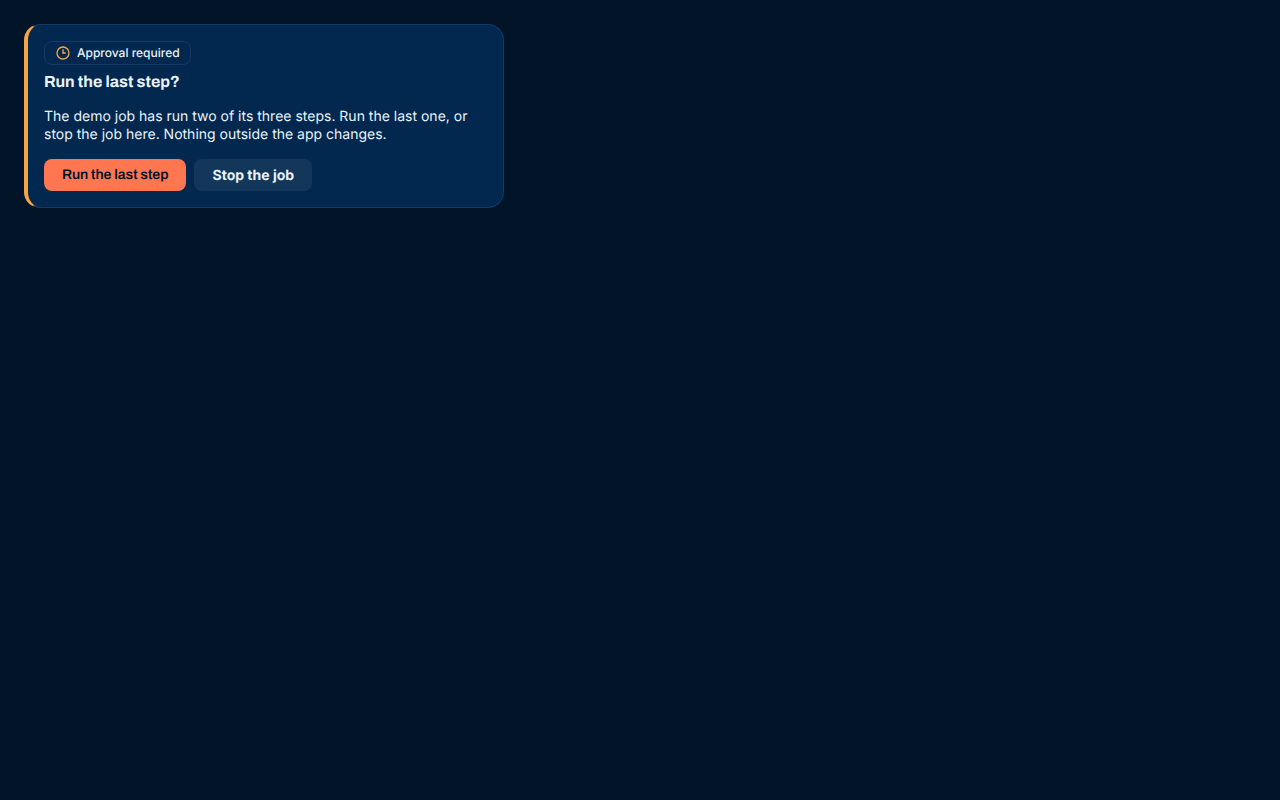 Approval required
Run the last step?
The demo job has run two of its three steps. Run the last one, or
stop the job here. Nothing outside the app changes.
Run the last step
Stop the job